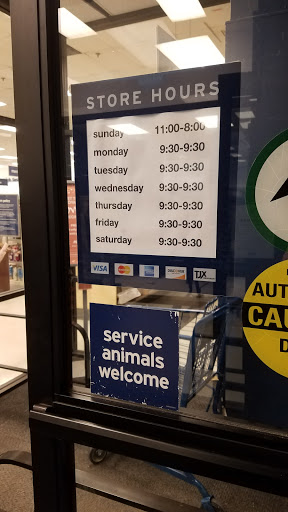 STORE HOURS
sunday 11:00-8:00
monday 9:30-9:30
tuesday 9:30-9:30
wednesday 9:30-9:30
thursday 9:30-9:30
friday 9:30-9:30
saturday 9:30-9:30
VISA TJX
service
animals
welcome
AUT
CAU
D